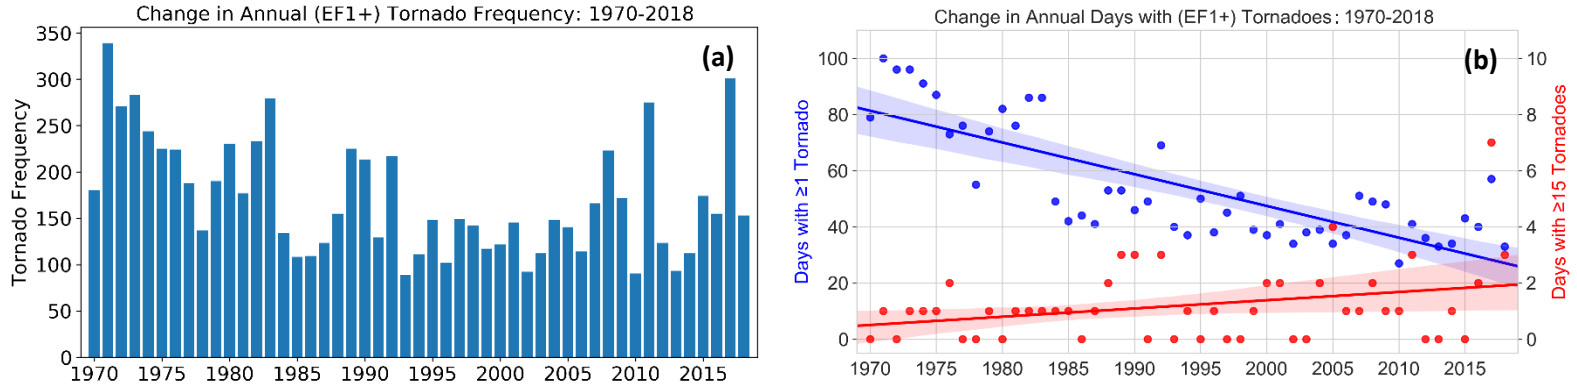 Change in Annual (EF1+) Tornado Frequency: 1970-2018
(a)
Tornado Frequency
350
300
250
200
150
100
50
0
1970 1975 1980 1985 1990 1995 2000 2005 2010 2015
Change in Annual Days with (EF1+) Tornadoes: 1970-2018
(b)
Days with ≥1 Tornado
100
80
60
40
20
0
10
8
6
4
2
0
Days with ≥15 Tornadoes
1970 1975 1980 1985 1990 1995 2000 2005 2010 2015